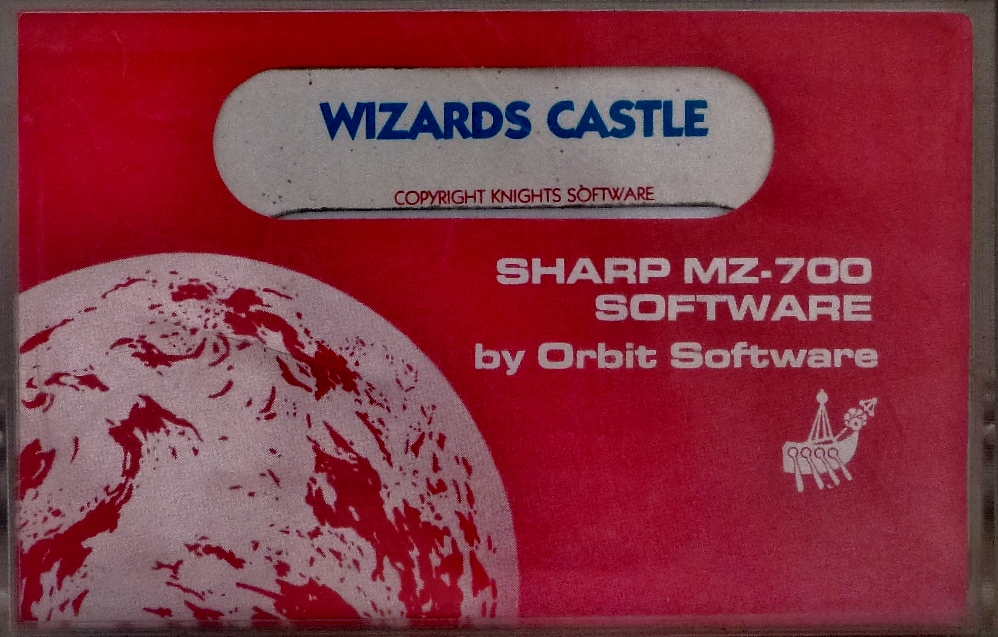 WIZARDS CASTLE
COPYRIGHT KNIGHTS SOFTWARE
SHARP MZ-700
SOFTWARE
by Orbit Software